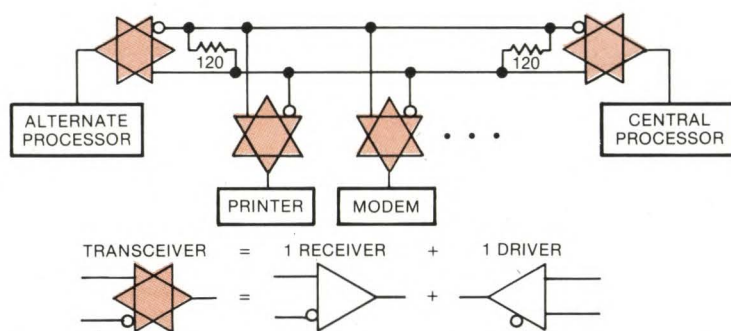 120
120
ALTERNATE
PROCESSOR
CENTRAL
PROCESSOR
PRINTER
MODEM
TRANSCEIVER = 1 RECEIVER + 1 DRIVER
= +